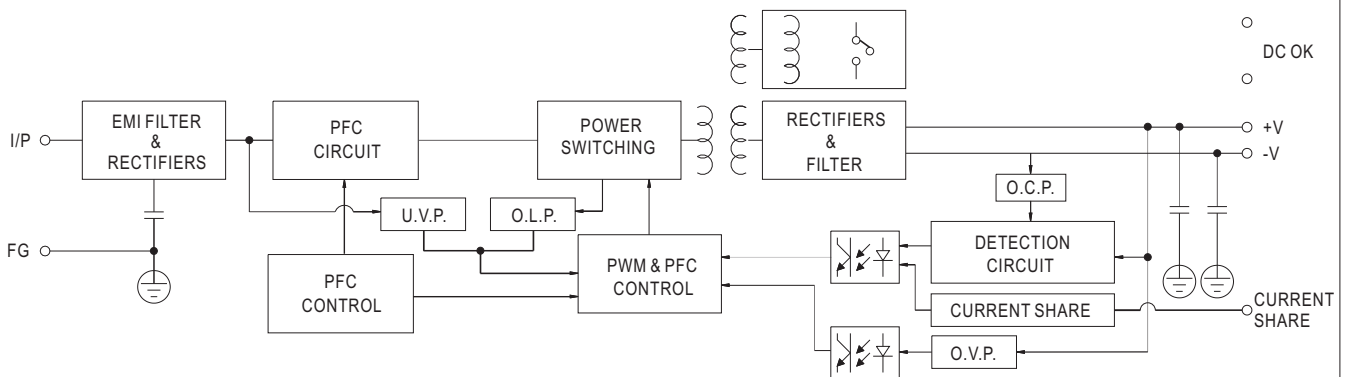 DC OK
I/P
EMI FILTER
&
RECTIFIERS
PFC
CIRCUIT
POWER
SWITCHING
RECTIFIERS
&
FILTER
+V
-V
O.C.P.
U.V.P.
O.L.P.
FG
DETECTION
CIRCUIT
PFC
CONTROL
PWM & PFC
CONTROL
CURRENT SHARE
CURRENT
SHARE
O.V.P.